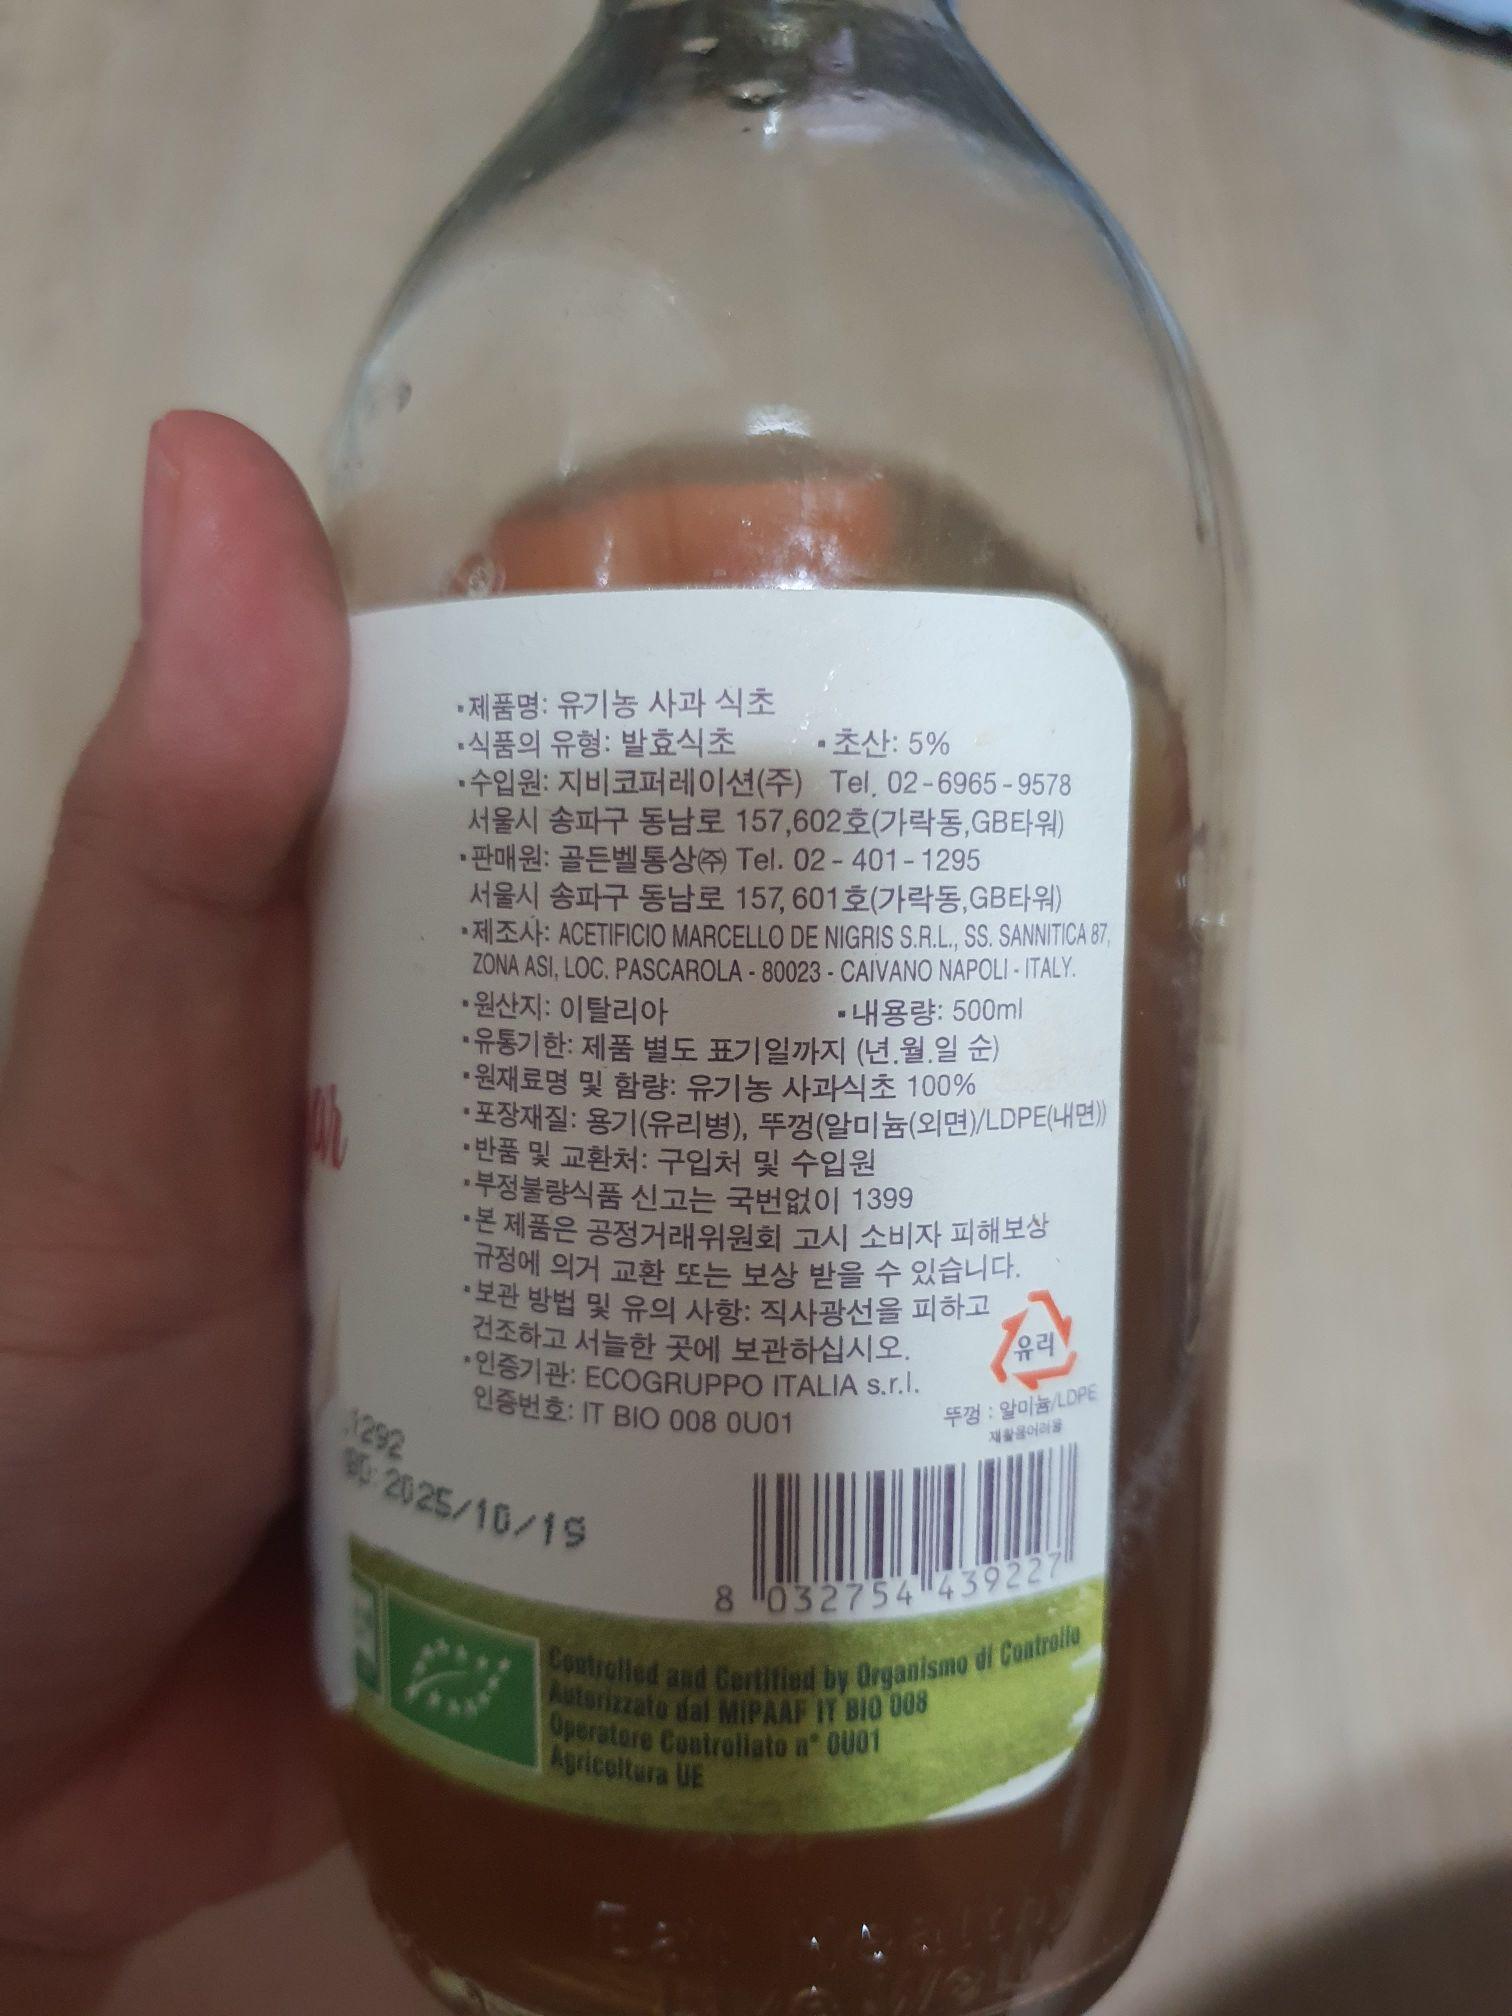 ·제품명: 유기농 사과 식초
·식품의 유형: 발효식초 ·초산: 5%
·수입원: 지비코퍼레이션(주) Tel. 02-6965-9578
서울시 송파구 동남로 157,602호(가락동,GB타워)
·판매원: 골든벨통상㈜ Tel. 02-401-1295
서울시 송파구 동남로 157,601호(가락동,GB타워)
·제조사: ACETIFICIO MARCELLO DE NIGRIS S.R.L., SS. SANNITICA 87,
ZONA ASI, LOC. PASCAROLA - 80023 - CAIVANO NAPOLI - ITALY.
·원산지: 이탈리아 ·내용량: 500ml
·유통기한: 제품 별도 표기일까지 (년.월.일 순)
·원재료명 및 함량: 유기농 사과식초 100%
·포장재질: 용기(유리병), 뚜껑(알미늄(외면)/LDPE(내면))
·반품 및 교환처: 구입처 및 수입원
·부정불량식품 신고는 국번없이 1399
·본 제품은 공정거래위원회 고시 소비자 피해보상
규정에 의거 교환 또는 보상 받을 수 있습니다.
·보관 방법 및 유의 사항: 직사광선을 피하고
건조하고 서늘한 곳에 보관하십시오.
·인증기관: ECOGRUPPO ITALIA s.r.l.
인증번호: IT BIO 008 0U01
유리
뚜껑 : 알미늄/LDPE
재활용어려움
1292
2025/10/19
8 032754 439227
Controlled and Certified by Organismo di Controllo
Autorizzato dal MiPAAF IT BIO 008
Operatore Controllato n° 0U01
Agricoltura UE